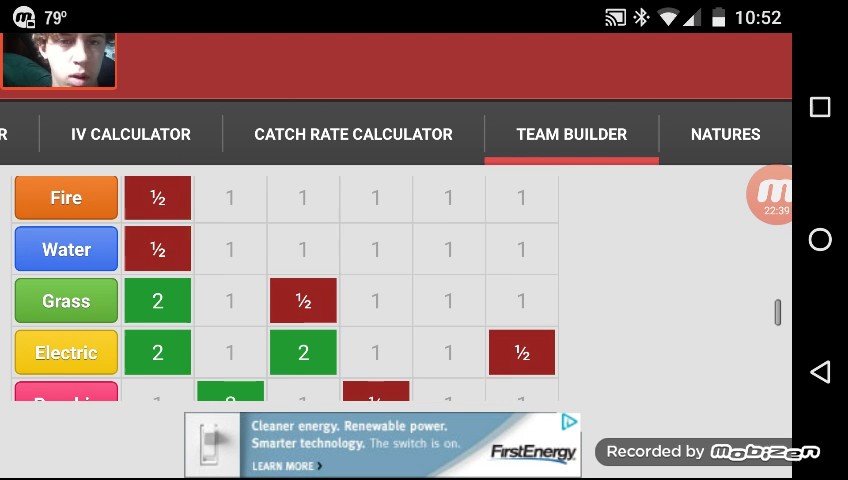 79° 10:52
R IV CALCULATOR CATCH RATE CALCULATOR TEAM BUILDER NATURES
22:39
Fire ½ 1 1 1 1 1
Water ½ 1 1 1 1 1
Grass 2 1 ½ 1 1 1
Electric 2 1 2 1 1 ½
Cleaner energy. Renewable power.
Smarter technology. The switch is on.
LEARN MORE
FirstEnergy
Recorded by mobizen